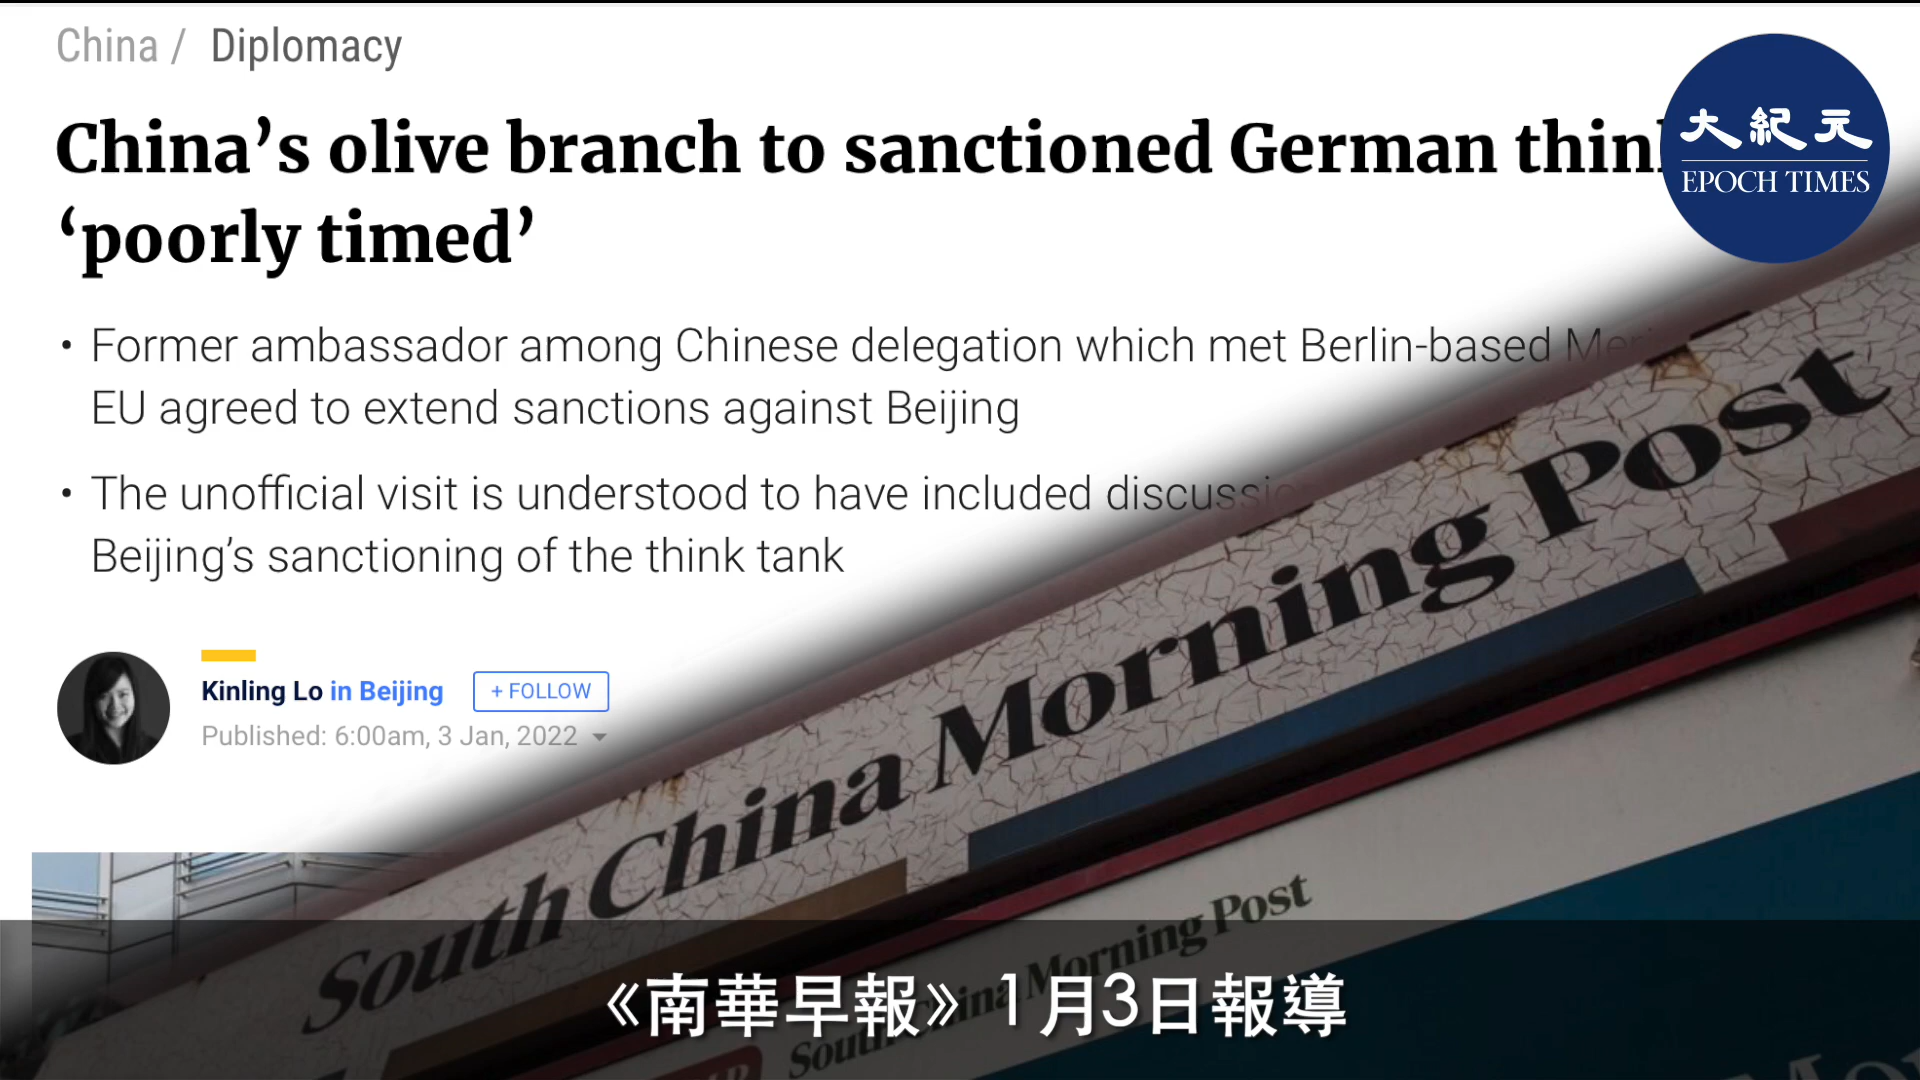 China / Diplomacy
China’s olive branch to sanctioned German
‘poorly timed’
• Former ambassador among Chinese delegation which met Berlin-based
EU agreed to extend sanctions against Beijing
• The unofficial visit is understood to have included
Beijing’s sanctioning of the think tank
Kinling Lo in Beijing
+ FOLLOW
Published: 6:00am, 3 Jan, 2022
大紀元
EPOCH TIMES
South China Morning Post
South China Morning Post
《南華早報》1月3日報導